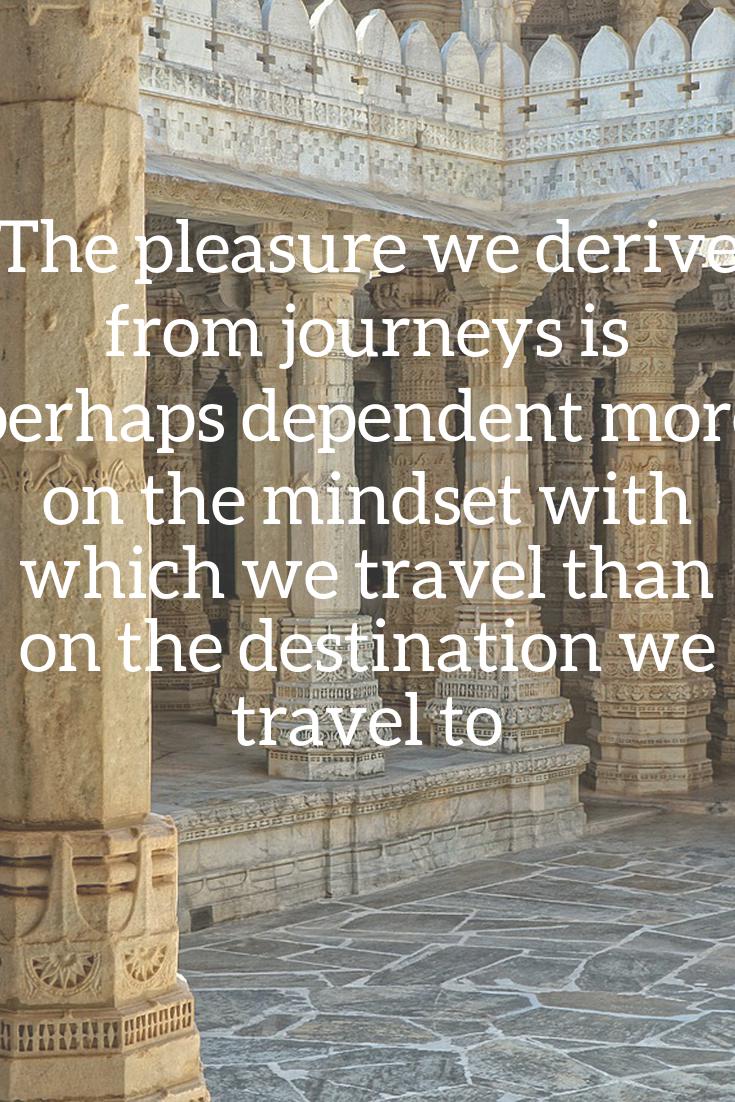 The pleasure we derive
from journeys is
perhaps dependent more
on the mindset with
which we travel than
on the destination we
travel to